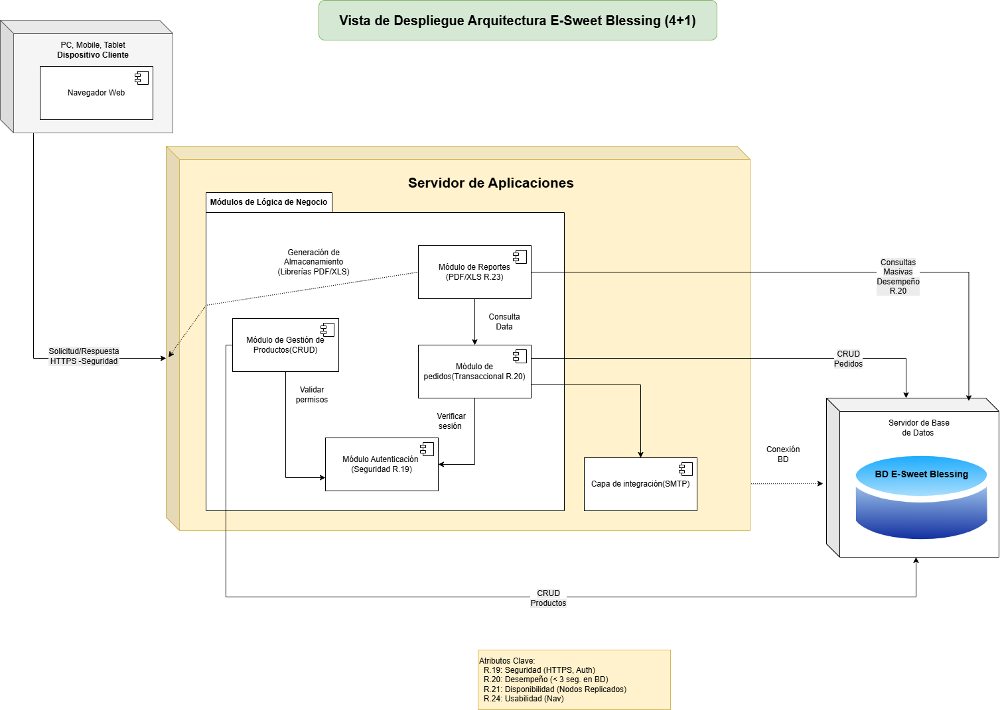 Vista de Despliegue Arquitectura E-Sweet Blessing (4+1)
PC, Mobile, Tablet
Dispositivo Cliente
Navegador Web
Servidor de Aplicaciones
Módulos de Lógica de Negocio
Generación de
Almacenamiento
(Librerías PDF/XLS)
Módulo de Reportes
(PDF/XLS R.23)
Consultas
Masivas
Desempeño
R.20
Consulta
Data
Módulo de Gestión de
Productos(CRUD)
Solicitud/Respuesta
HTTPS -Seguridad
Módulo de
pedidos(Transaccional R.20)
CRUD
Pedidos
Validar
permisos
Verificar
sesión
Servidor de Base
de Datos
Módulo Autenticación
(Seguridad R.19)
Capa de integración(SMTP)
Conexión
BD
BD E-Sweet Blessing
CRUD
Productos
Atributos Clave:
R.19: Seguridad (HTTPS, Auth)
R.20: Desempeño (< 3 seg. en BD)
R.21: Disponibilidad (Nodos Replicados)
R.24: Usabilidad (Nav)